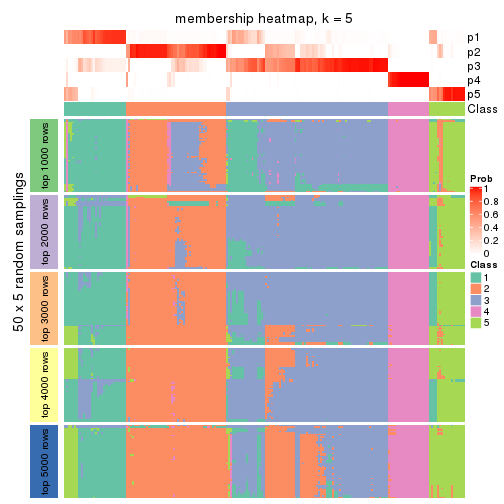 membership heatmap, k = 5
p1
p2
p3
p4
p5
Class
50 x 5 random samplings
top 1000 rows
top 2000 rows
top 3000 rows
top 4000 rows
top 5000 rows
Prob
1
0.8
0.6
0.4
0.2
0
Class
1
2
3
4
5